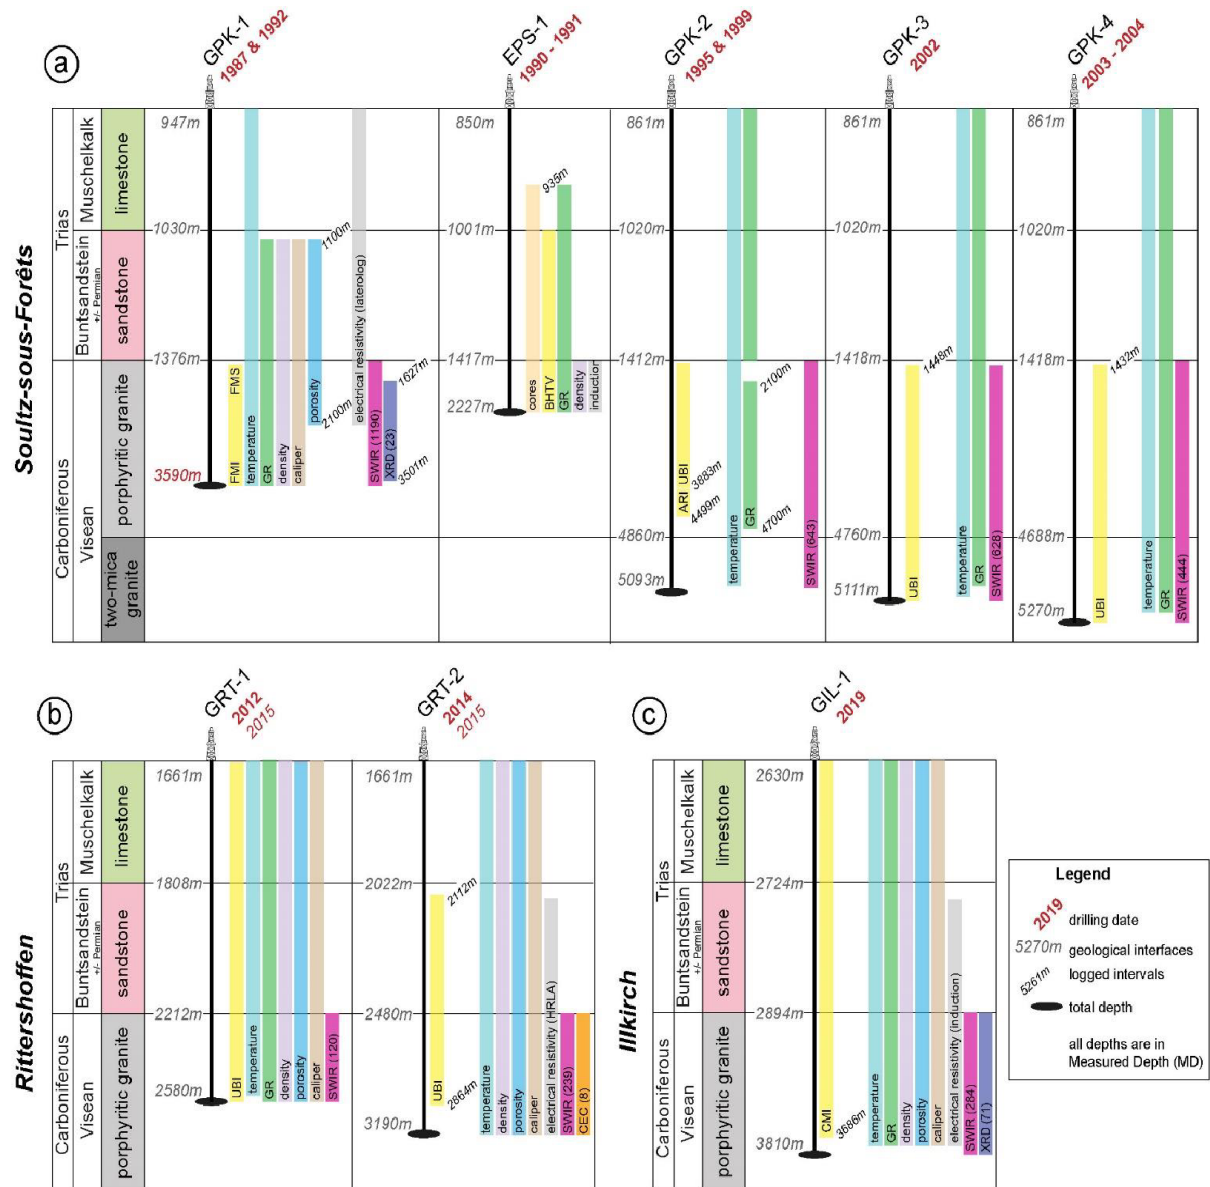 a
GPK-1
1987 & 1992
EPS-1
1990 - 1991
GPK-2
1995 & 1999
GPK-3
2002
GPK-4
2003 - 2004
Soultz-sous-Forêts
Trias
Muschelkalk
limestone
Buntsandstein
+/- Permian
sandstone
Carboniferous
Visean
porphyritic granite
two-mica
granite
947m
1030m
1376m
3590m
FMS
FMI
temperature
GR
density
caliper
porosity
1100m
2100m
electrical resistivity (laterolog)
SWIR (1190)
XRD (23)
1627m
3501m
850m
1001m
1417m
2227m
cores
BHTV
GR
density
induction
935m
861m
1020m
1412m
4860m
5093m
ARI UBI
3883m
4499m
temperature
GR
2100m
4700m
SWIR (643)
861m
1020m
1418m
4760m
5111m
1448m
UBI
temperature
GR
SWIR (628)
861m
1020m
1418m
4688m
5270m
1432m
UBI
temperature
GR
SWIR (444)
b
GRT-1
2012
2015
GRT-2
2014
2015
Rittershoffen
Trias
Muschelkalk
limestone
Buntsandstein
+/- Permian
sandstone
Carboniferous
Visean
porphyritic granite
1661m
1808m
2212m
2580m
UBI
temperature
GR
density
porosity
caliper
SWIR (120)
1661m
2022m
2480m
3190m
2112m
UBI
2864m
temperature
density
porosity
caliper
electrical resistivity (HRLA)
SWIR (239)
CEC (8)
c
GIL-1
2019
Illkirch
Trias
Muschelkalk
limestone
Buntsandstein
+/- Permian
sandstone
Carboniferous
Visean
porphyritic granite
2630m
2724m
2894m
3810m
CMI
3686m
temperature
GR
density
porosity
caliper
electrical resistivity (induction)
SWIR (284)
XRD (71)
Legend
2019 drilling date
5270m geological interfaces
5261m logged intervals
total depth
all depths are in
Measured Depth (MD)